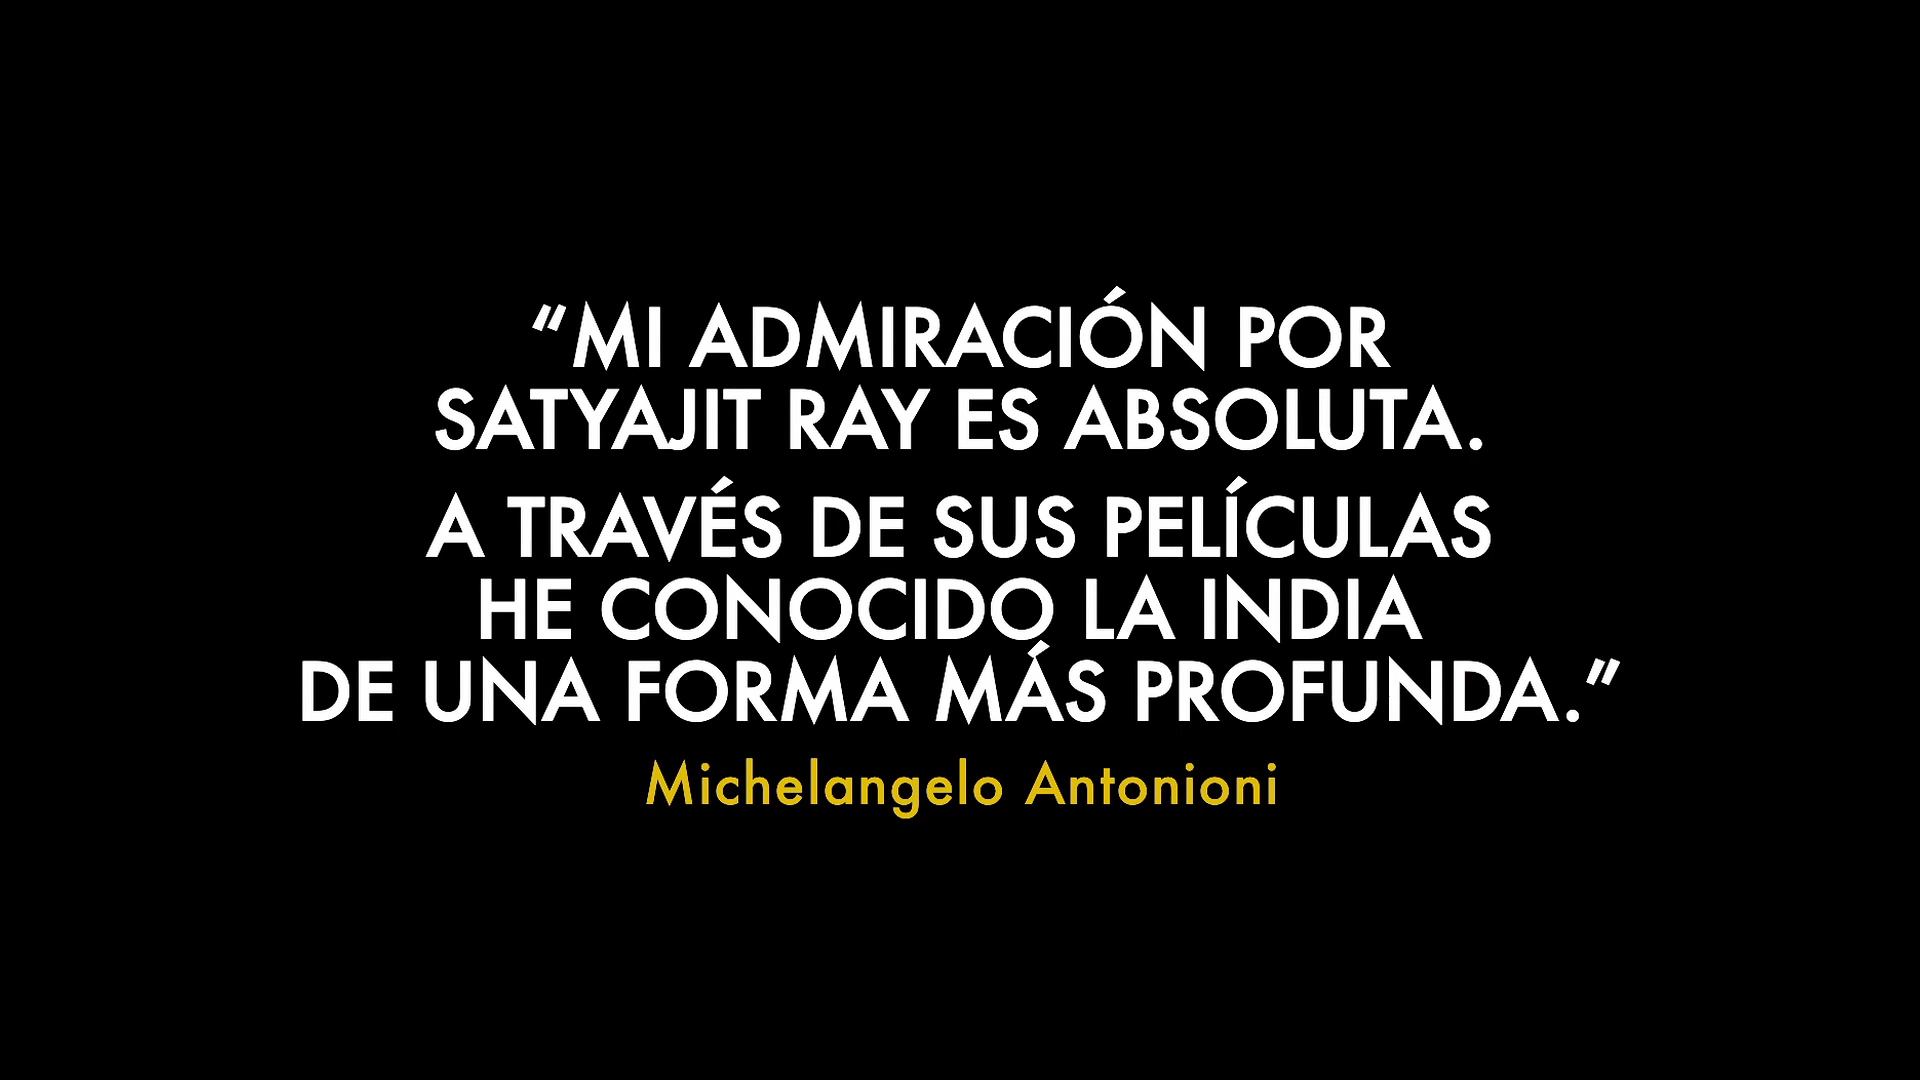 “MI ADMIRACIÓN POR
SATYAJIT RAY ES ABSOLUTA.
A TRAVÉS DE SUS PELÍCULAS
HE CONOCIDO LA INDIA
DE UNA FORMA MÁS PROFUNDA.”
Michelangelo Antonioni